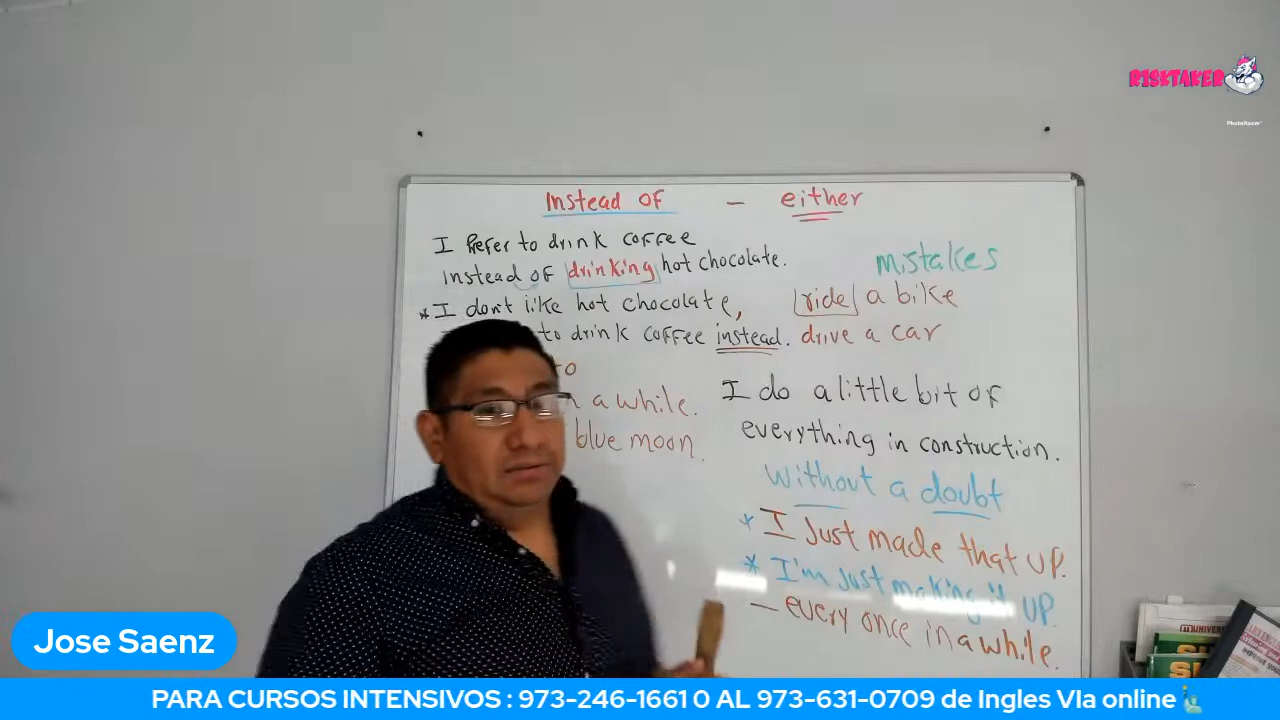 RISKTAKER
PhotoRoom
Instead of - either
I Prefer to drink coffee
instead of drinking hot chocolate.
* I don't like hot chocolate,
to drink coffee instead.
to
a while.
blue moon.
mistakes
ride a bike
drive a car
I do a little bit of
everything in construction.
without a doubt
* I Just made that up.
* I'm Just making it up.
- every once in a while.
Jose Saenz
PARA CURSOS INTENSIVOS : 973-246-1661 0 AL 973-631-0709 de Ingles VIa online